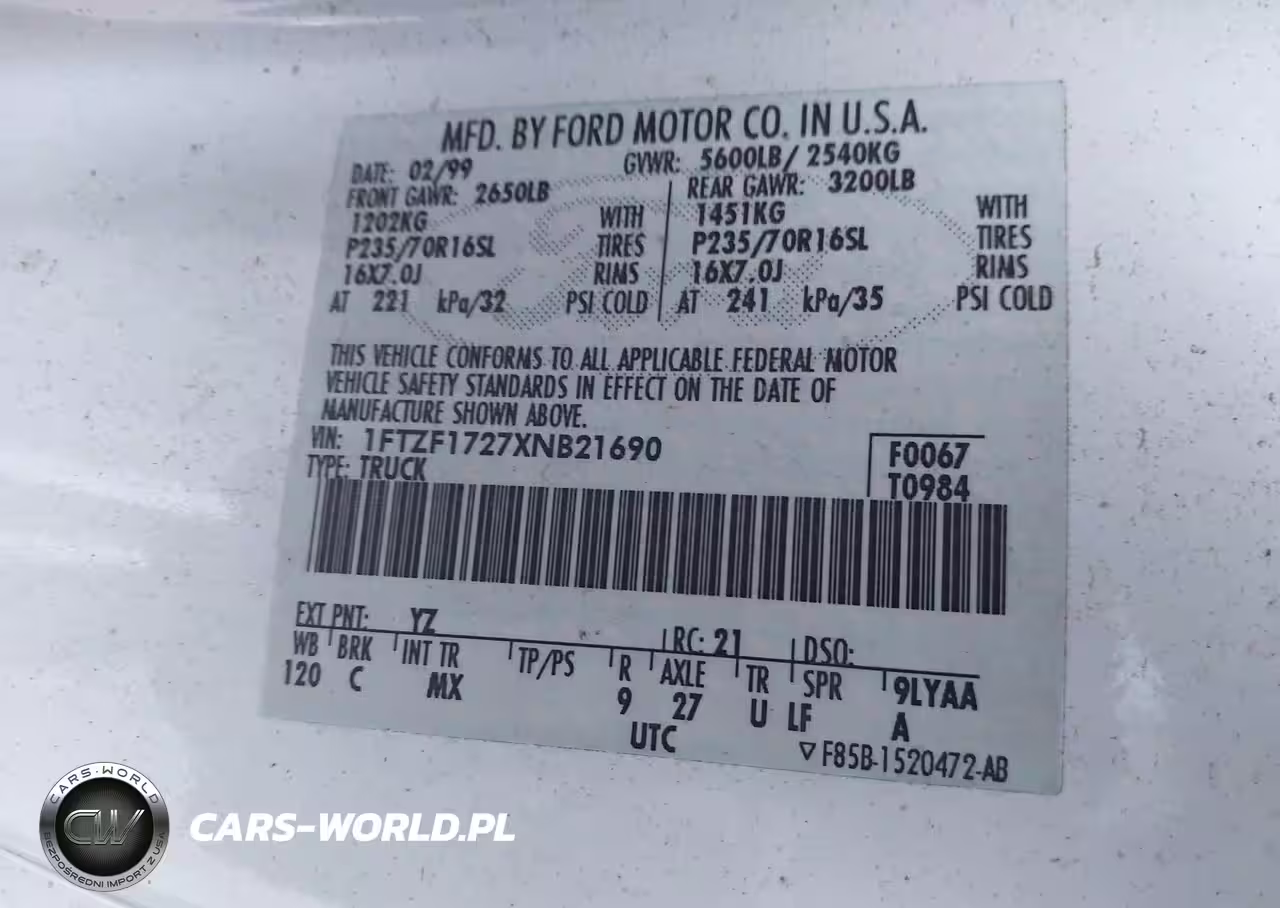 MFD. BY FORD MOTOR CO. IN U.S.A.
DATE: 02/99 GVWR: 5600LB/ 2540KG
FRONT GAWR: 2650LB REAR GAWR: 3200LB
1202KG WITH 1451KG WITH
P235/70R16SL TIRES P235/70R16SL TIRES
16X7.0J RIMS 16X7.0J RIMS
AT 221 kPa/32 PSI COLD AT 241 kPa/35 PSI COLD
THIS VEHICLE CONFORMS TO ALL APPLICABLE FEDERAL MOTOR
VEHICLE SAFETY STANDARDS IN EFFECT ON THE DATE OF
MANUFACTURE SHOWN ABOVE.
VIN: 1FTZF1727XNB21690 F0067
TYPE: TRUCK T0984
EXT PNT: YZ RC: 21 DSO:
WB BRK INT TR TP/PS R AXLE TR SPR 9LYAA
120 C MX 9 27 U LF A
UTC F85B-1520472-AB
CARS-WORLD
CW
BEZPOŚREDNI IMPORT Z USA
CARS-WORLD.PL